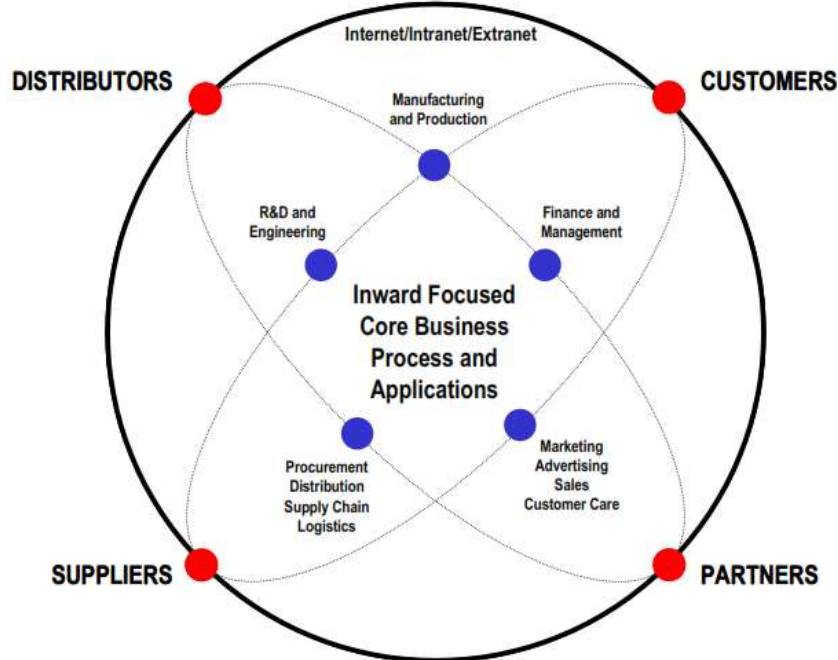 Internet/Intranet/Extranet
DISTRIBUTORS
CUSTOMERS
Manufacturing
and Production
R&D and
Engineering
Finance and
Management
Inward Focused
Core Business
Process and
Applications
Procurement
Distribution
Supply Chain
Logistics
Marketing
Advertising
Sales
Customer Care
SUPPLIERS
PARTNERS